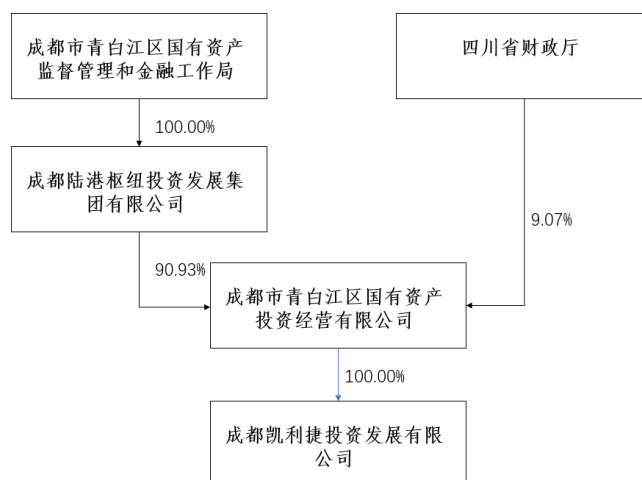 成都市青白江区国有资产
监督管理和金融工作局
四川省财政厅
100.00%
成都陆港枢纽投资发展集
团有限公司
9.07%
90.93%
成都市青白江区国有资产
投资经营有限公司
100.00%
成都凯利捷投资发展有限
公司